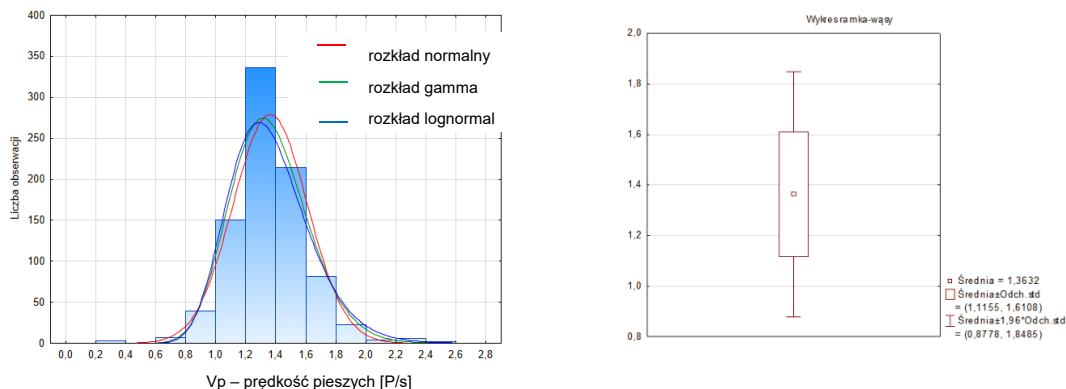 400
350
300
250
200
150
100
50
0
Liczba obserwacji
rozkład normalny
rozkład gamma
rozkład lognormal
0,0 0,2 0,4 0,6 0,8 1,0 1,2 1,4 1,6 1,8 2,0 2,2 2,4 2,6 2,8
Vp – prędkość pieszych [P/s]
Wykres ramka-wąsy
2,0
1,8
1,6
1,4
1,2
1,0
0,8
Średnia = 1,3632
Średnia±Odch.std
= (1,1155, 1,6108)
Średnia±1,96*Odch.std
= (0,8778, 1,8485)